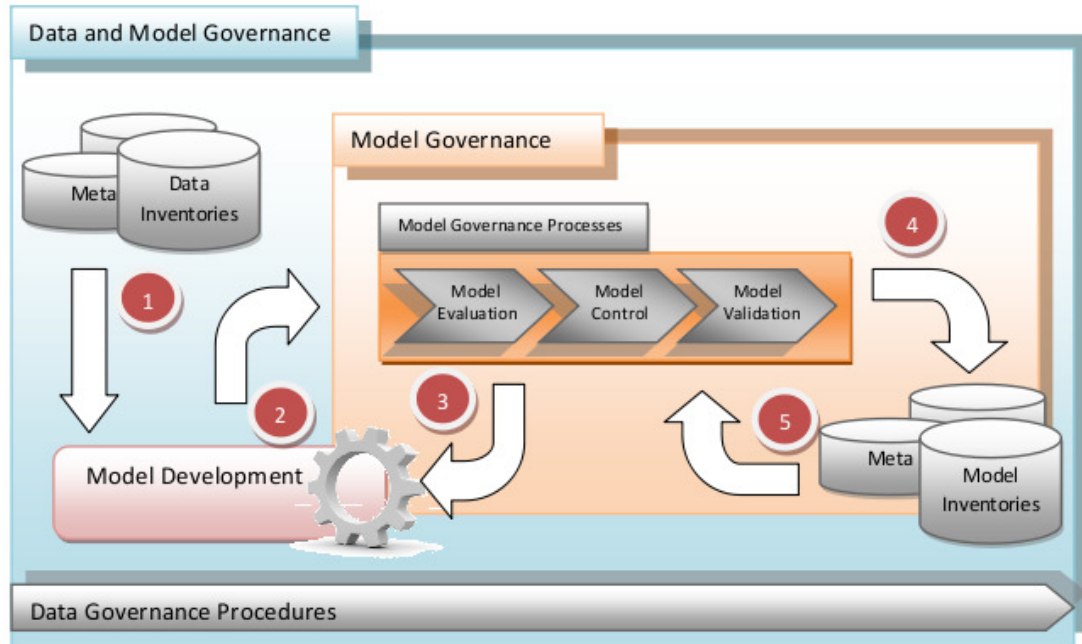 Data and Model Governance
Model Governance
Meta
Data
Inventories
Model Governance Processes
4
Model
Evaluation
Model
Control
Model
Validation
1
2
3
5
Model Development
Meta
Model
Inventories
Data Governance Procedures